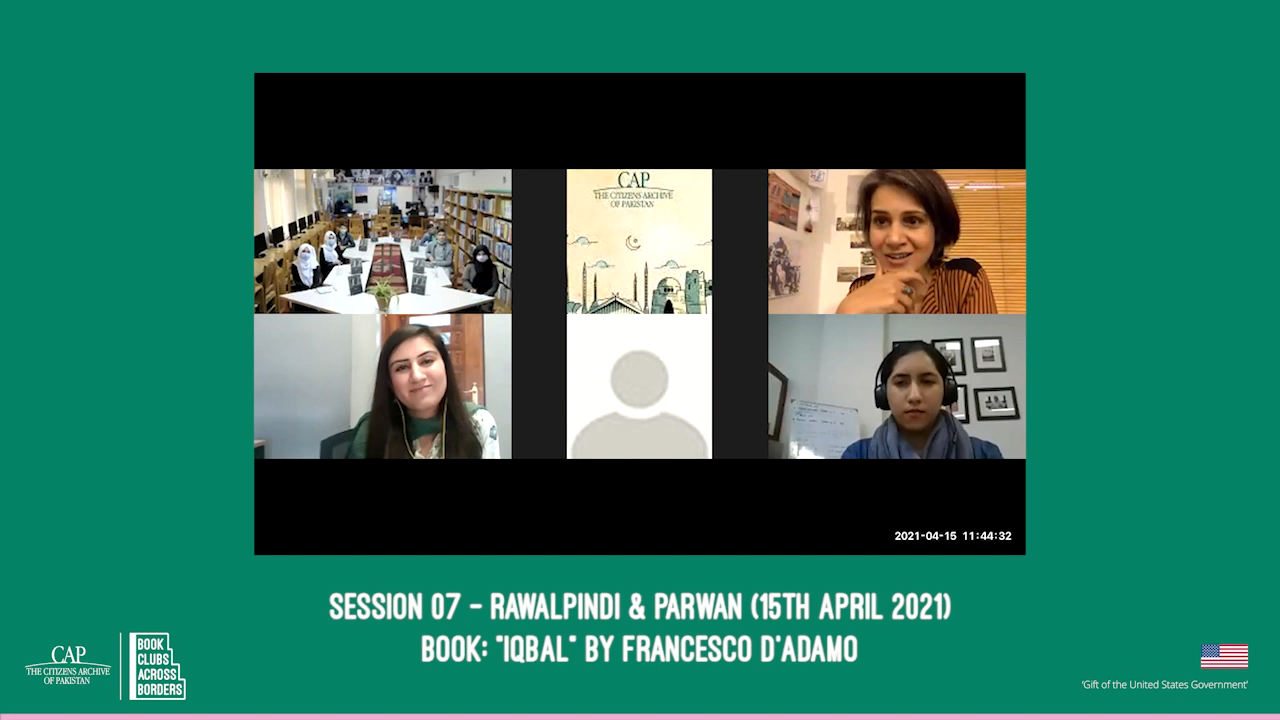 CAP
THE CITIZENS ARCHIVE
OF PAKISTAN
2021-04-15 11:44:32
SESSION 07 - RAWALPINDI & PARWAN (15TH APRIL 2021)
BOOK: "IQBAL" BY FRANCESCO D'ADAMO
CAP
THE CITIZENS ARCHIVE
OF PAKISTAN
BOOK
CLUBS
ACROSS
BORDERS
'Gift of the United States Government'